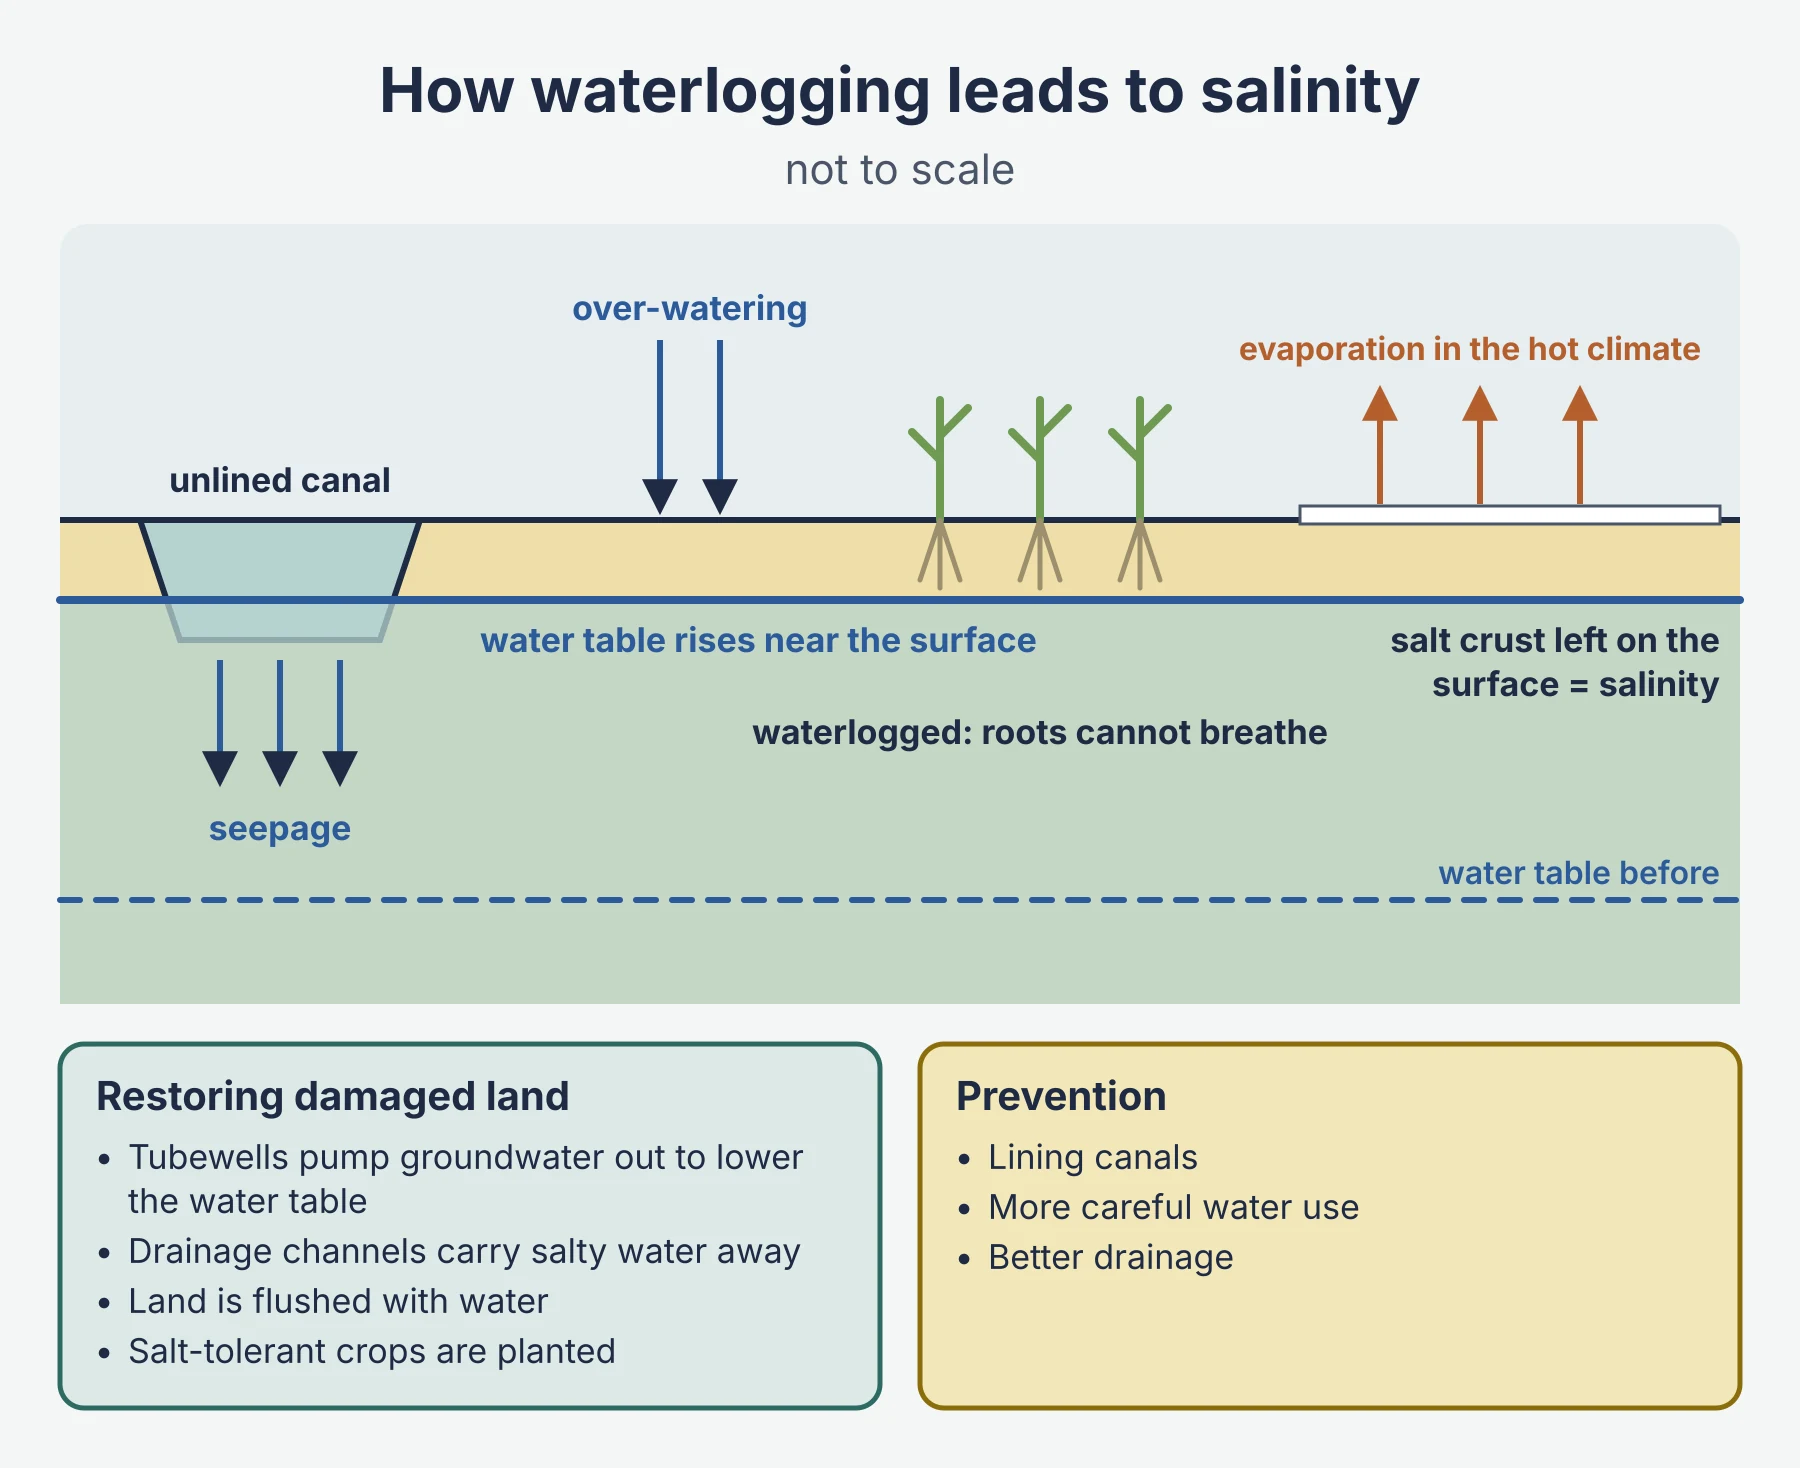 How waterlogging leads to salinity
not to scale
over-watering
evaporation in the hot climate
unlined canal
water table rises near the surface
salt crust left on the
surface = salinity
waterlogged: roots cannot breathe
seepage
water table before
Restoring damaged land
• Tubewells pump groundwater out to lower
the water table
• Drainage channels carry salty water away
• Land is flushed with water
• Salt-tolerant crops are planted
Prevention
• Lining canals
• More careful water use
• Better drainage